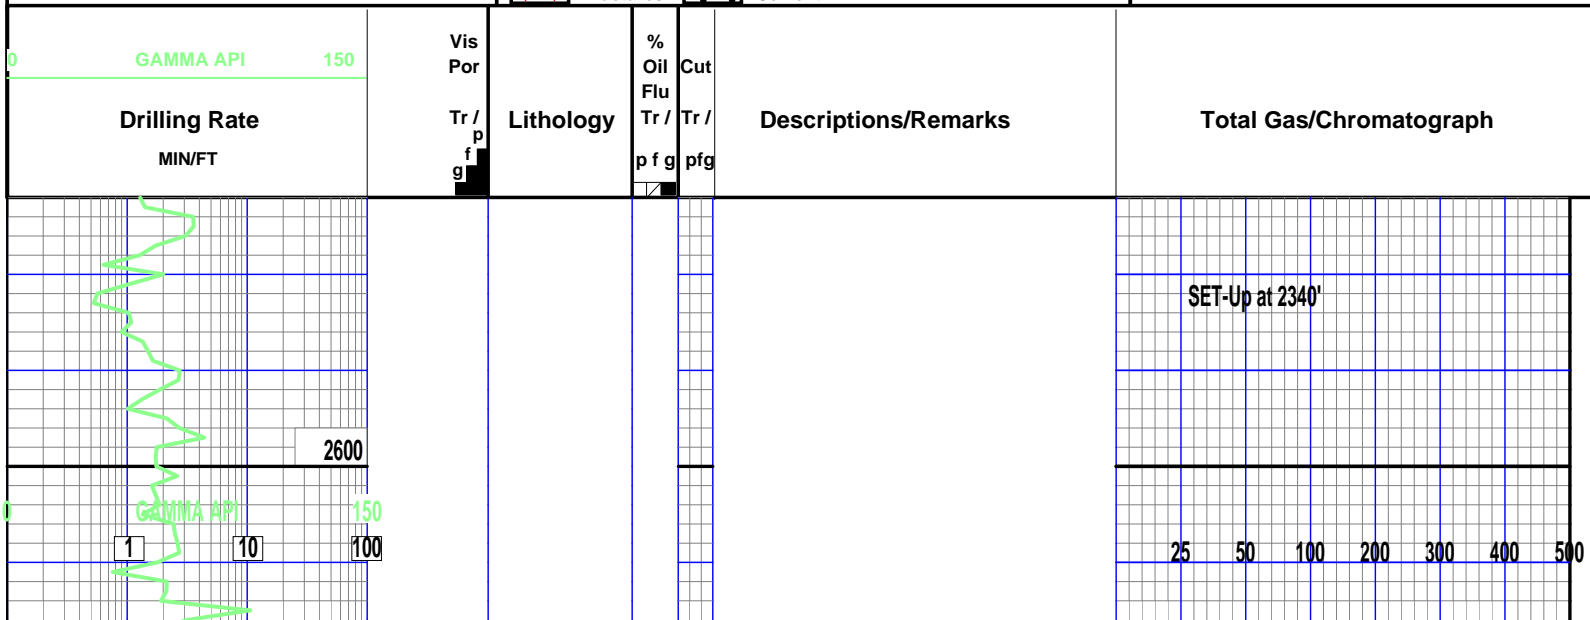 0 GAMMA API 150
Drilling Rate
MIN/FT
Vis
Por
Tr /
p
f
g
Lithology
%
Oil
Flu
Tr /
p f g
Cut
Tr /
pfg
Descriptions/Remarks
Total Gas/Chromatograph
SET-Up at 2340'
2600
0 GAMMA API 150
1 10 100
25 50 100 200 300 400 500